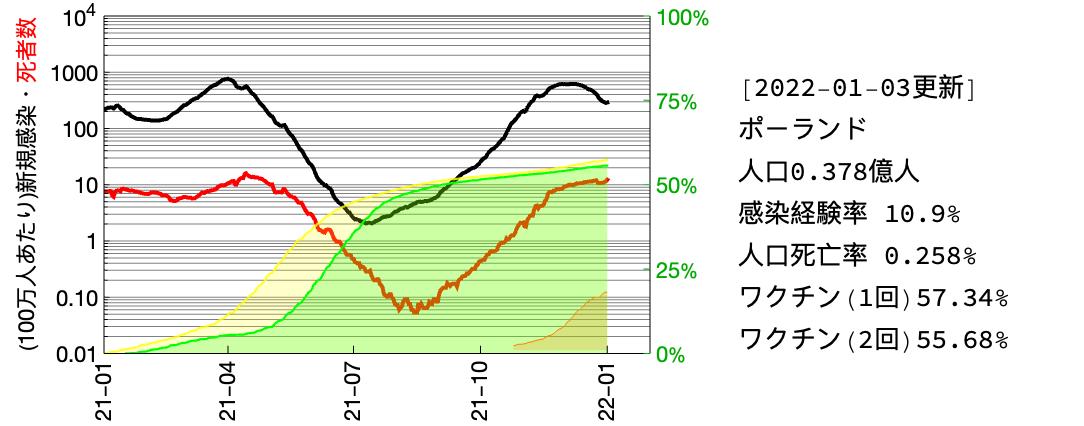 (100万人あたり)新規感染・死者数
10⁴
1000
100
10
1
0.10
0.01
100%
75%
50%
25%
0%
21-01
21-04
21-07
21-10
22-01
[2022-01-03更新]
ポーランド
人口0.378億人
感染経験率 10.9%
人口死亡率 0.258%
ワクチン(1回)57.34%
ワクチン(2回)55.68%